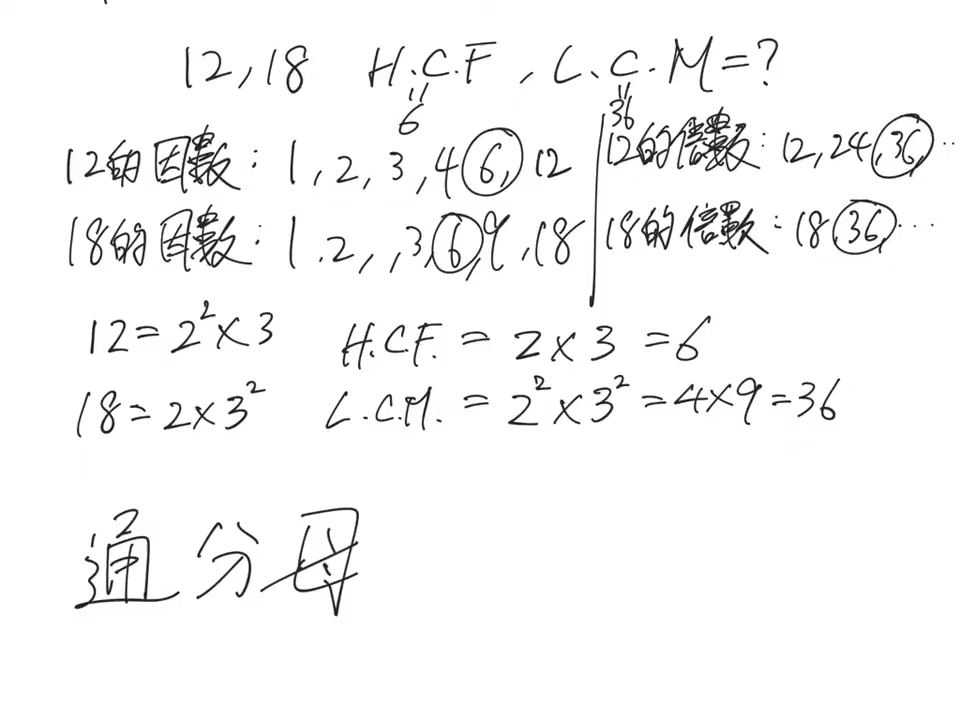 12,18 H.C.F , L.C.M=?
"
6
"
36
12的因數: 1,2,3,4,6,12
18的因數: 1.2,,3,6,9,18
12的倍數: 12,24,36,...
18的倍數: 18,36,...
12=2²×3 H.C.F. = 2×3=6
18=2×3² L.C.M. = 2²×3²=4×9=36
通分母